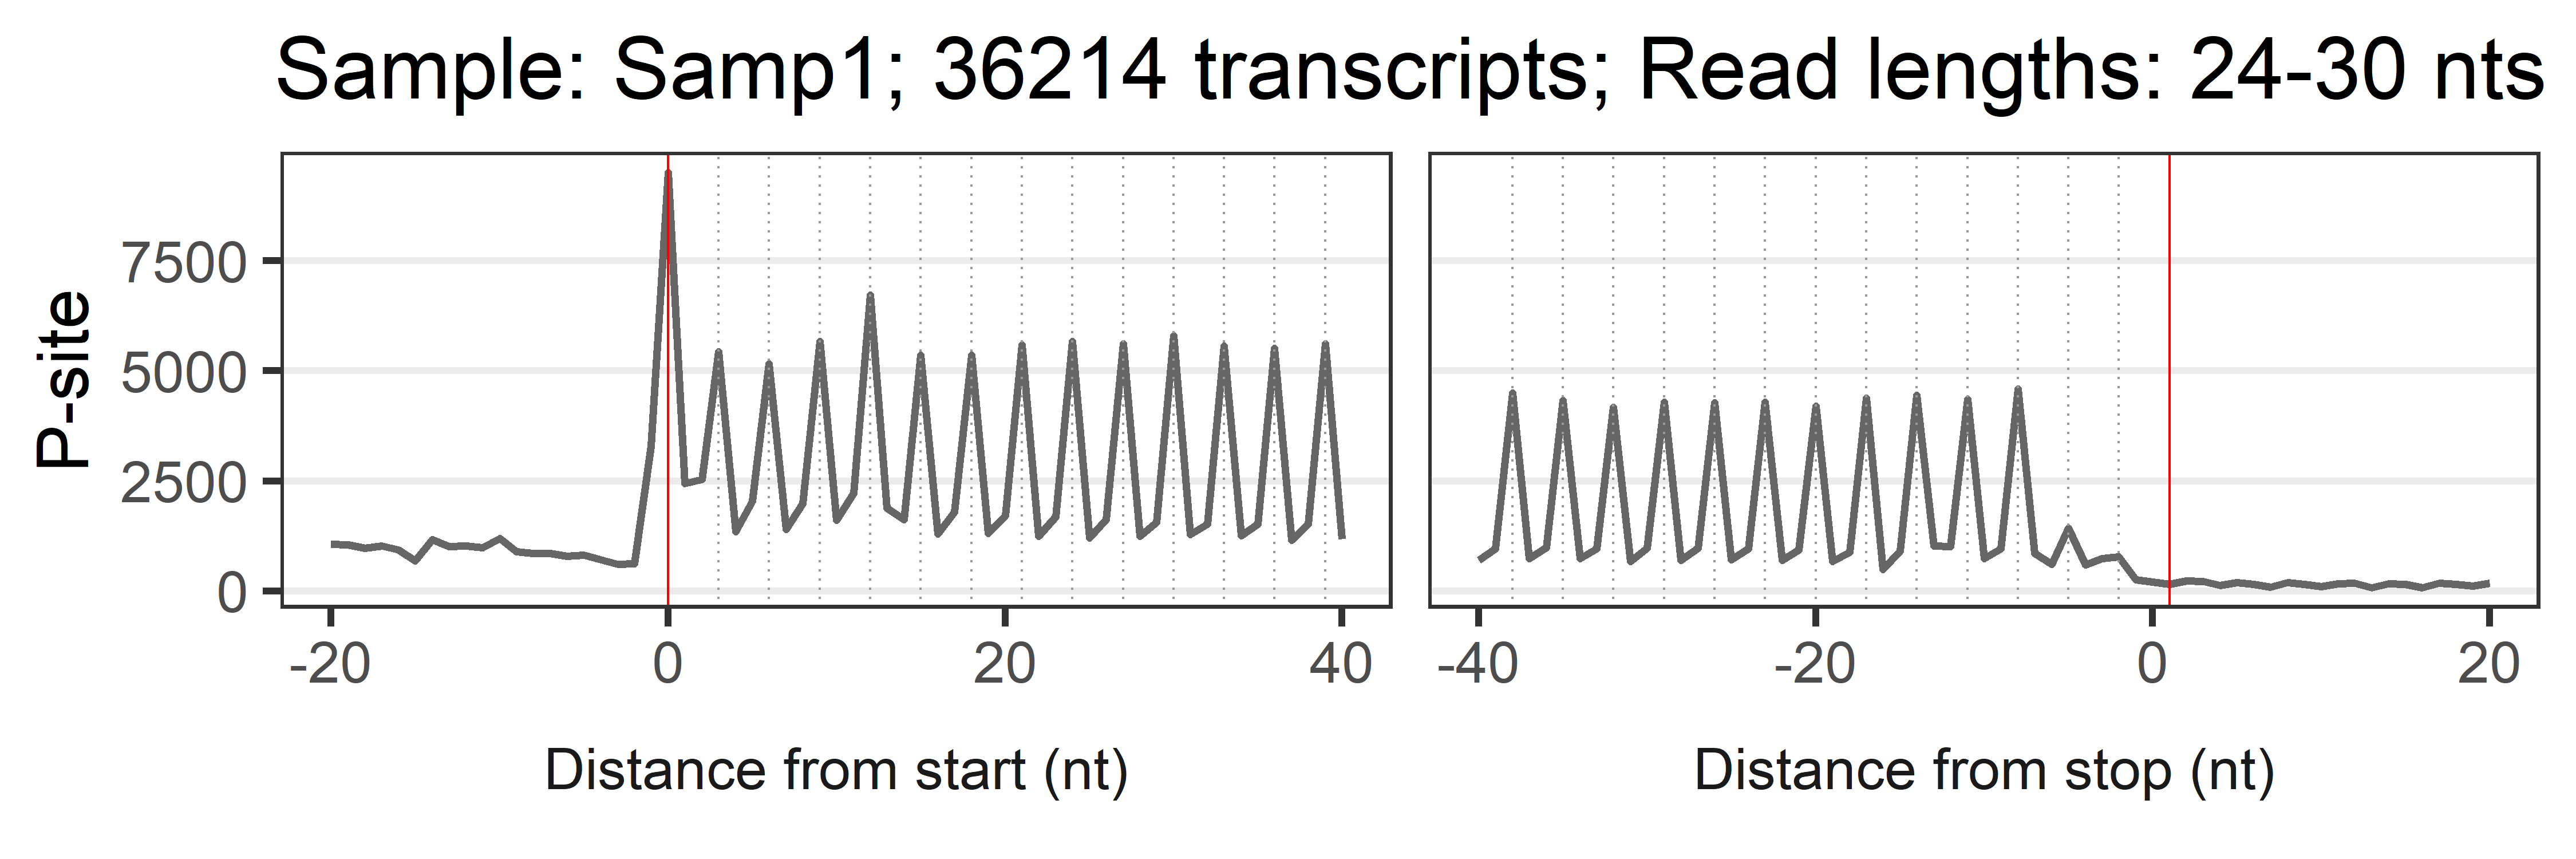 Sample: Samp1; 36214 transcripts; Read lengths: 24-30 nts
P-site
7500
5000
2500
0
-20 0 20 40
-40 -20 0 20
Distance from start (nt)
Distance from stop (nt)